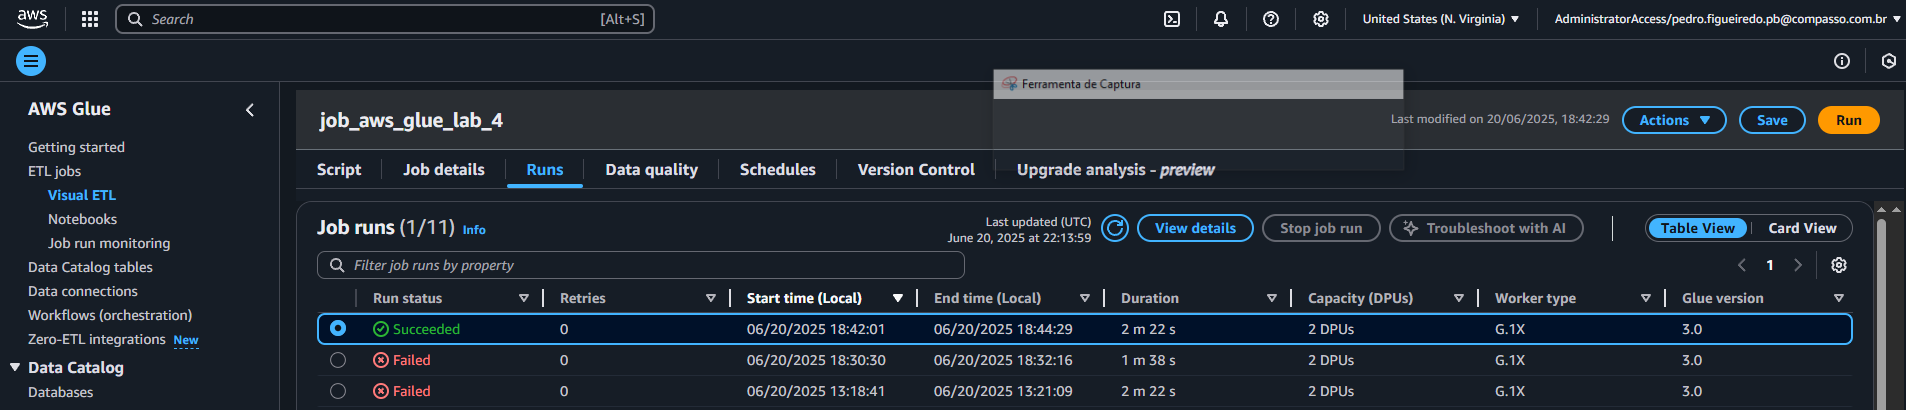 aws Search [Alt+S] United States (N. Virginia) AdministratorAccess/pedro.figueiredo.pb@compasso.com.br
AWS Glue
Getting started
ETL jobs
Visual ETL
Notebooks
Job run monitoring
Data Catalog tables
Data connections
Workflows (orchestration)
Zero-ETL integrations New
Data Catalog
Databases
Ferramenta de Captura
job_aws_glue_lab_4 Last modified on 20/06/2025, 18:42:29 Actions Save Run
Script Job details Runs Data quality Schedules Version Control Upgrade analysis - preview
Job runs (1/11) Info
Last updated (UTC)
June 20, 2025 at 22:13:59
View details Stop job run Troubleshoot with AI Table View Card View
Filter job runs by property 1
Run status Retries Start time (Local) End time (Local) Duration Capacity (DPUs) Worker type Glue version
Succeeded 0 06/20/2025 18:42:01 06/20/2025 18:44:29 2 m 22 s 2 DPUs G.1X 3.0
Failed 0 06/20/2025 18:30:30 06/20/2025 18:32:16 1 m 38 s 2 DPUs G.1X 3.0
Failed 0 06/20/2025 13:18:41 06/20/2025 13:21:09 2 m 22 s 2 DPUs G.1X 3.0